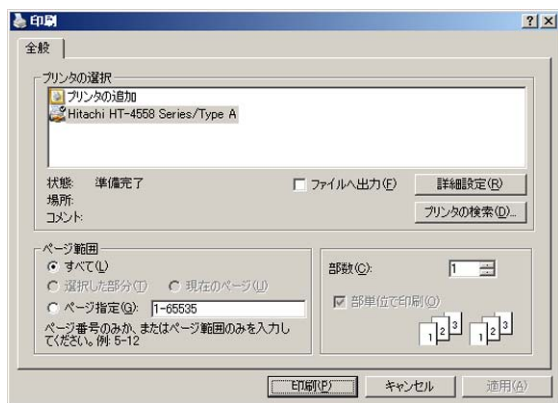 印刷
全般
プリンタの選択
プリンタの追加
Hitachi HT-4558 Series/Type A
状態: 準備完了
場所:
コメント:
ファイルへ出力(F)
詳細設定(R)
プリンタの検索(D)...
ページ範囲
すべて(L)
選択した部分(T) 現在のページ(U)
ページ指定(G): 1-65535
ページ番号のみか、またはページ範囲のみを入力し
てください。例: 5-12
部数(C): 1
部単位で印刷(O)
1 2 3 1 2 3
印刷(P) キャンセル 適用(A)